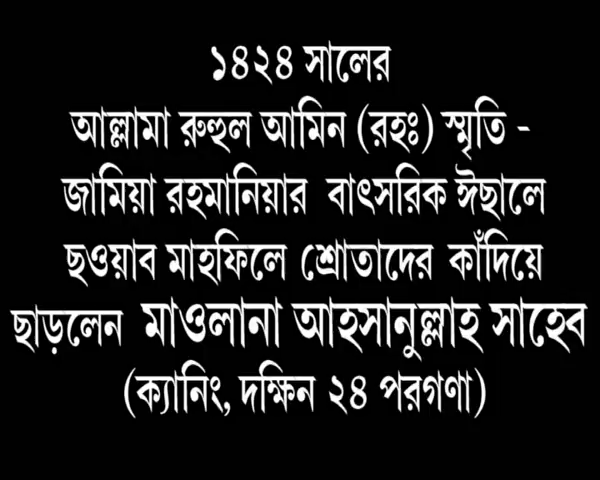 ১৪২৪ সালের
আল্লামা রুহুল আমিন (রহঃ) স্মৃতি -
জামিয়া রহমানিয়ার বাৎসরিক ঈছালে
ছওয়াব মাহফিলে শ্রোতাদের কাঁদিয়ে
ছাড়লেন মাওলানা আহসানুল্লাহ সাহেব
(ক্যানিং, দক্ষিন ২৪ পরগণা)